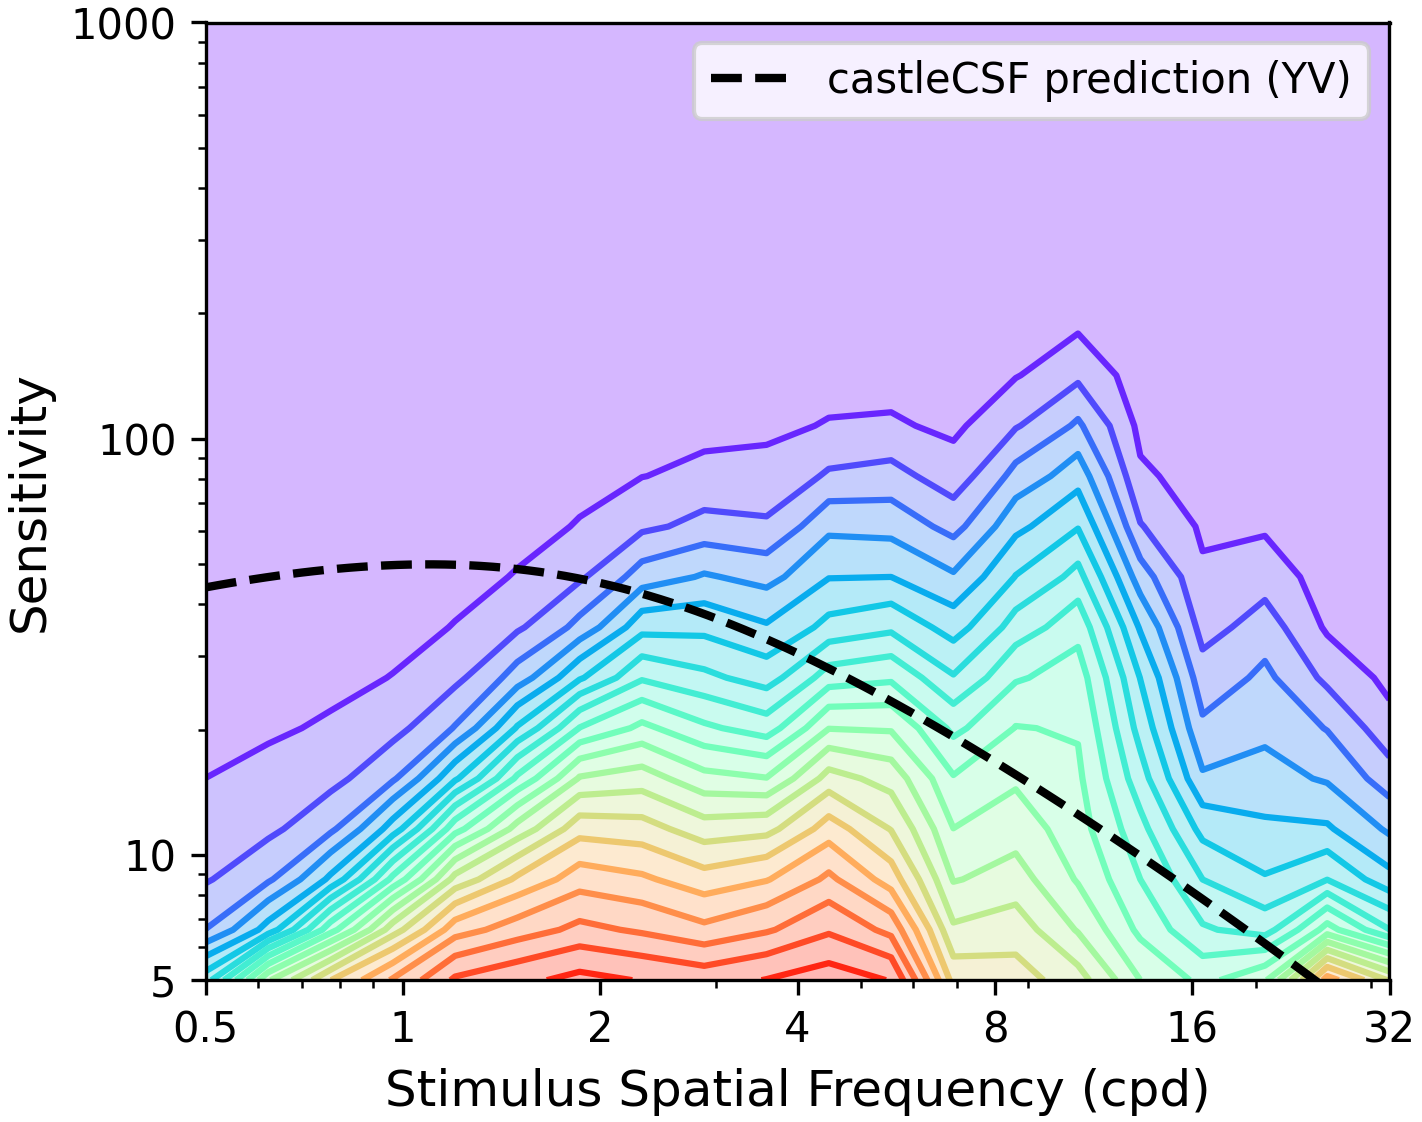 1000
castleCSF prediction (YV)
100
Sensitivity
10
5
0.5 1 2 4 8 16 32
Stimulus Spatial Frequency (cpd)